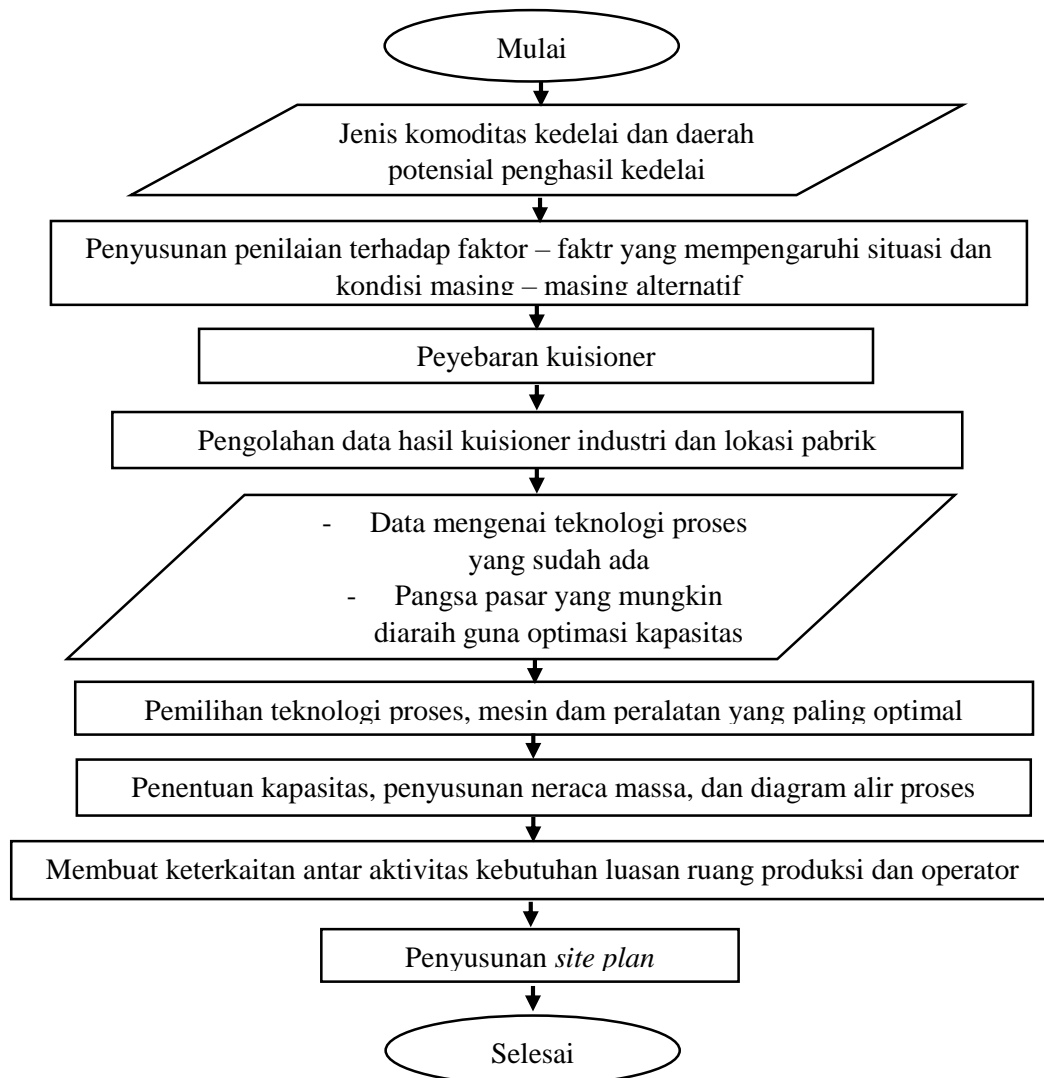 Mulai
Jenis komoditas kedelai dan daerah
potensial penghasil kedelai
Penyusunan penilaian terhadap faktor – faktr yang mempengaruhi situasi dan
kondisi masing – masing alternatif
Peyebaran kuisioner
Pengolahan data hasil kuisioner industri dan lokasi pabrik
- Data mengenai teknologi proses
yang sudah ada
- Pangsa pasar yang mungkin
diaraih guna optimasi kapasitas
Pemilihan teknologi proses, mesin dam peralatan yang paling optimal
Penentuan kapasitas, penyusunan neraca massa, dan diagram alir proses
Membuat keterkaitan antar aktivitas kebutuhan luasan ruang produksi dan operator
Penyusunan site plan
Selesai